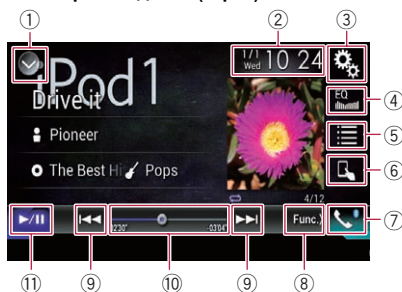 ① ② ③
iPod1
1/1
Wed
10 24
Drive it
EQ
④
Pioneer
⑤
The Best Hi Pops
⑥
4/12
02'30" -03'04"
Func.
⑦
⑪ ⑨ ⑩ ⑨ ⑧